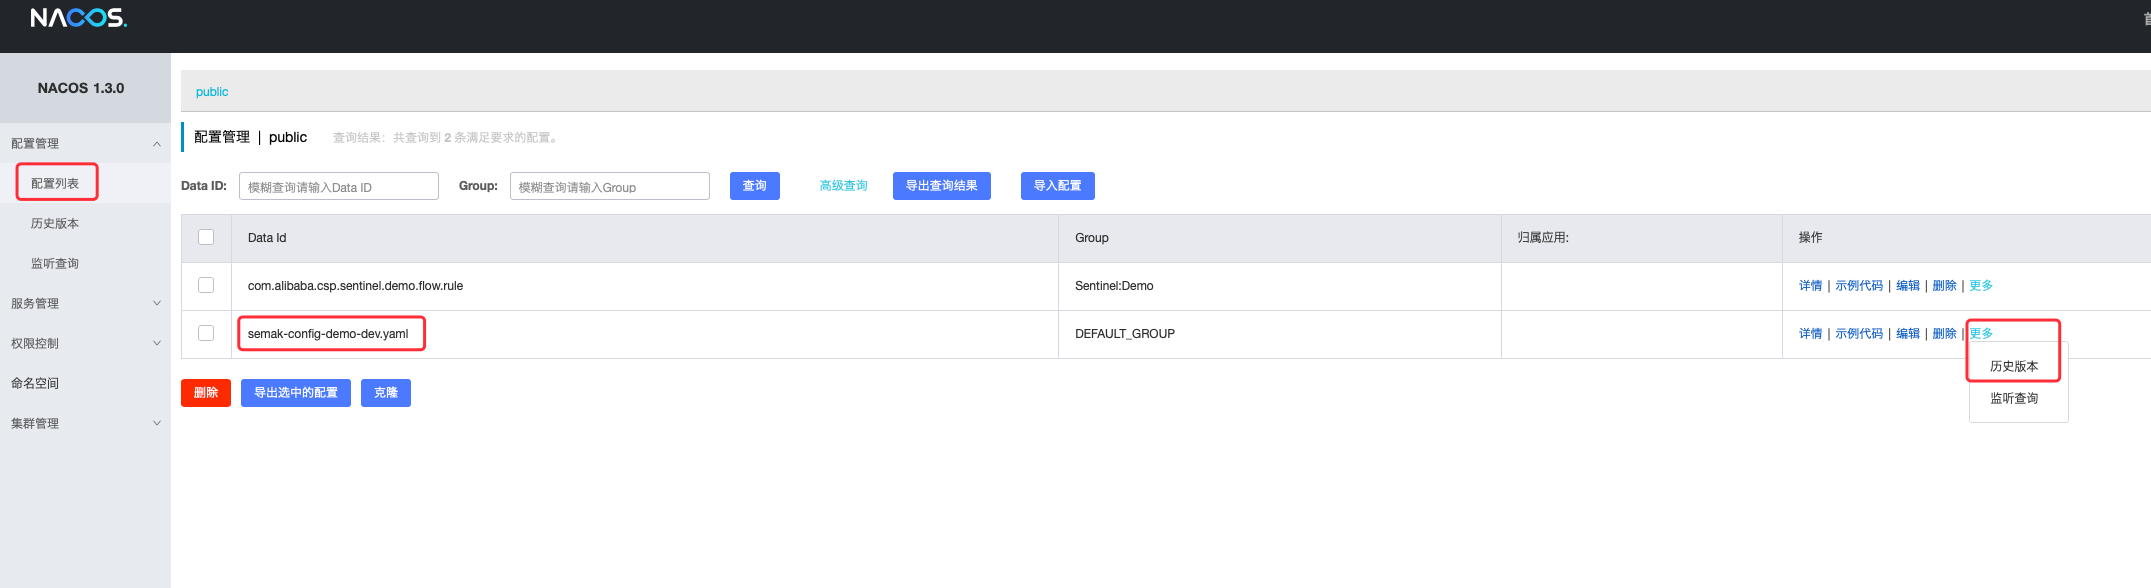 NACOS.
首
NACOS 1.3.0
public
配置管理
配置管理 | public 查询结果：共查询到 2 条满足要求的配置。
配置列表
Data ID: 模糊查询请输入Data ID Group: 模糊查询请输入Group 查询 高级查询 导出查询结果 导入配置
历史版本
Data Id Group 归属应用: 操作
监听查询
com.alibaba.csp.sentinel.demo.flow.rule Sentinel:Demo 详情 | 示例代码 | 编辑 | 删除 | 更多
服务管理
semak-config-demo-dev.yaml DEFAULT_GROUP 详情 | 示例代码 | 编辑 | 删除 | 更多
权限控制
历史版本
命名空间
删除 导出选中的配置 克隆
监听查询
集群管理